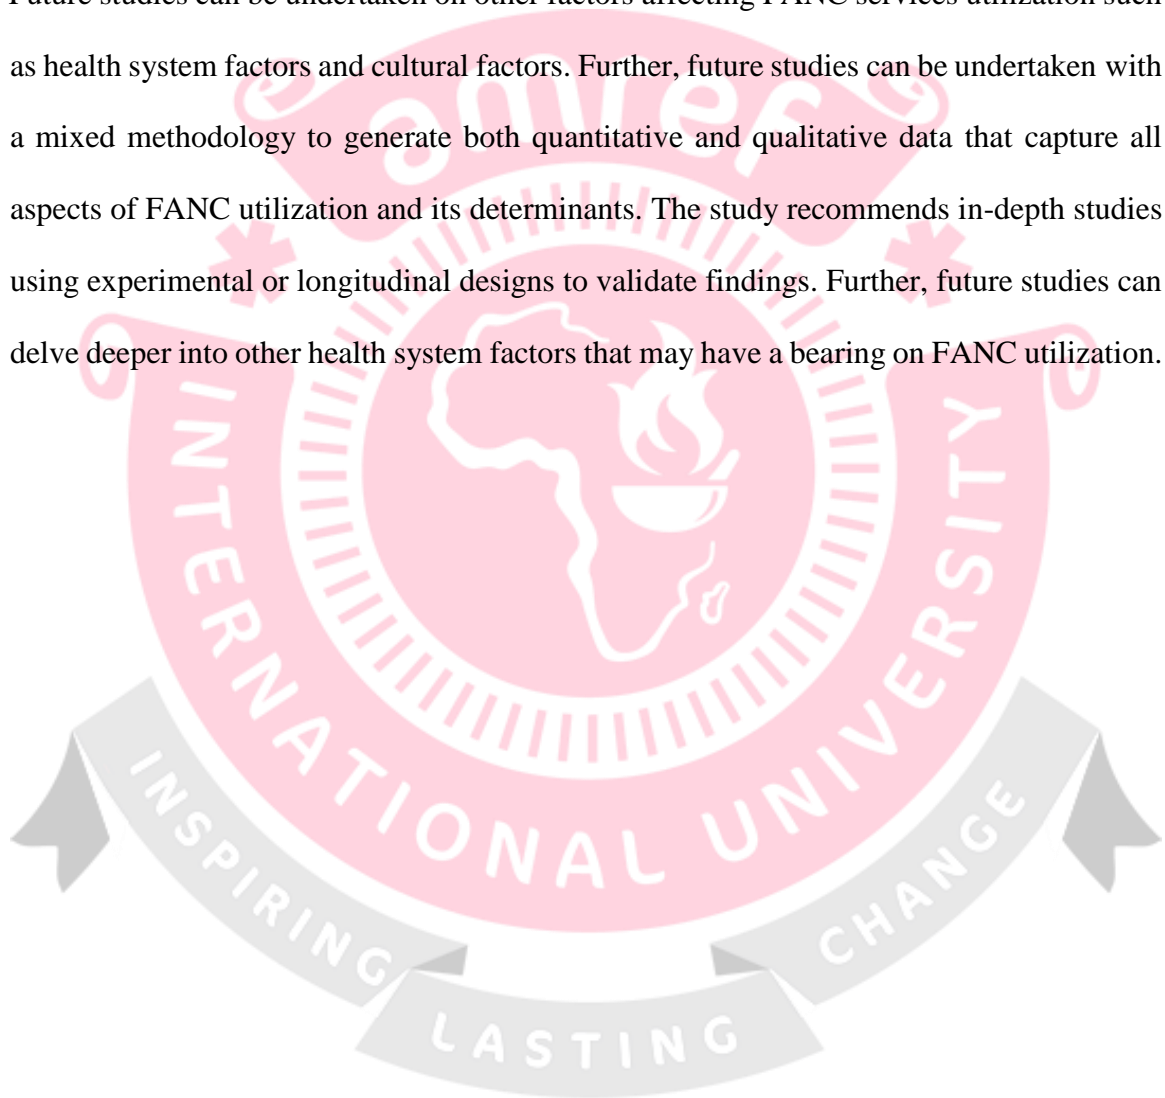 Future studies can be undertaken on other factors affecting FANC services utilization such
as health system factors and cultural factors. Further, future studies can be undertaken with
a mixed methodology to generate both quantitative and qualitative data that capture all
aspects of FANC utilization and its determinants. The study recommends in-depth studies
using experimental or longitudinal designs to validate findings. Further, future studies can
delve deeper into other health system factors that may have a bearing on FANC utilization.
amref
INTERNATIONAL UNIVERSITY
INSPIRING
LASTING
CHANGE